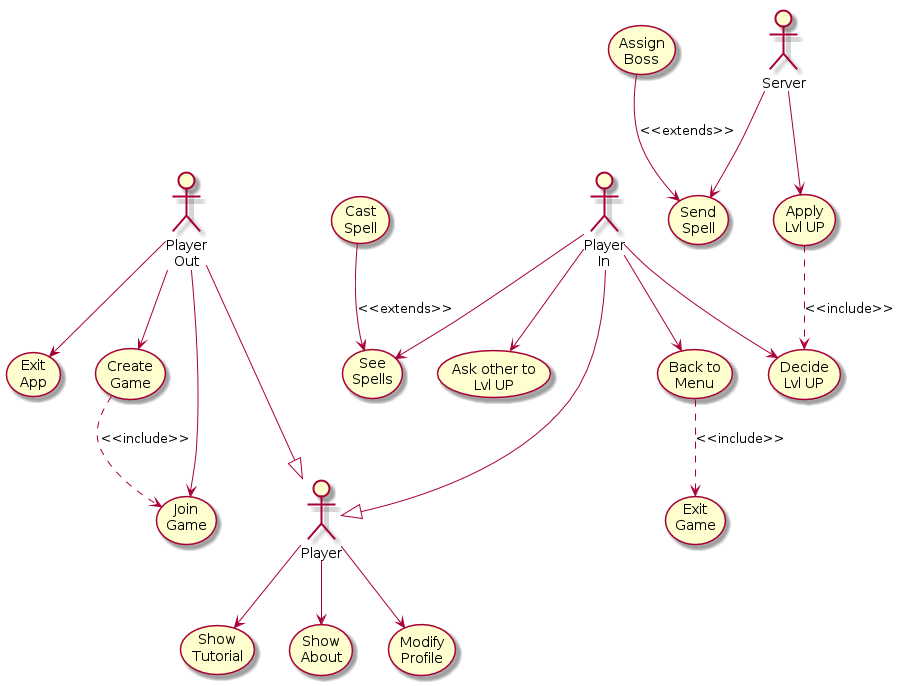 Assign
Boss
Server
<<extends>>
Player
Out
Cast
Spell
Player
In
Send
Spell
Apply
Lvl UP
<<extends>>
<<include>>
Exit
App
Create
Game
See
Spells
Ask other to
Lvl UP
Back to
Menu
Decide
Lvl UP
<<include>>
<<include>>
Join
Game
Exit
Game
Player
Show
Tutorial
Show
About
Modify
Profile